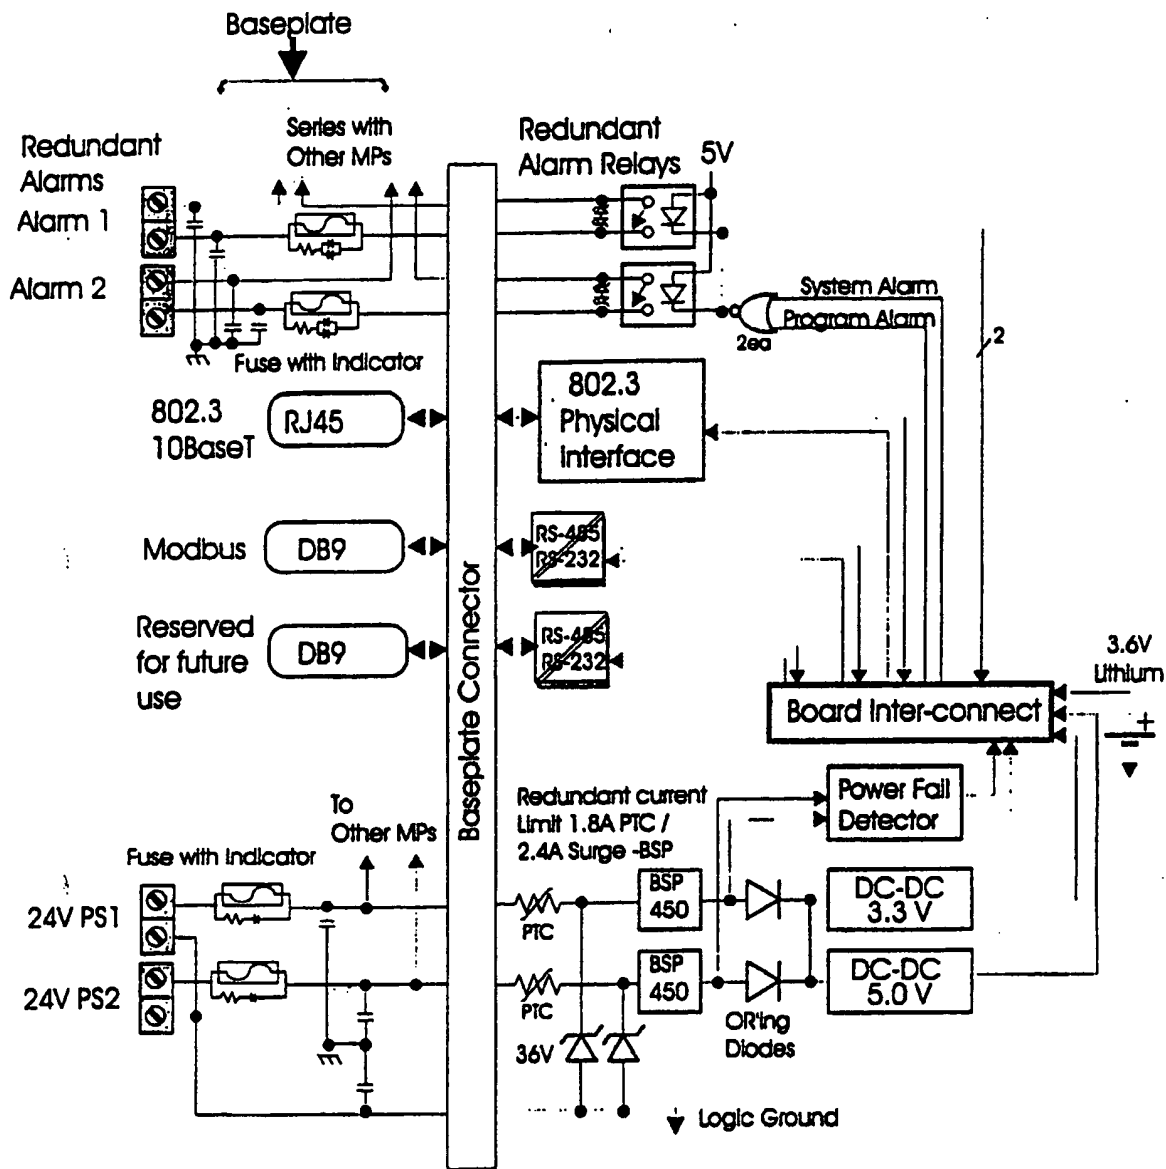 Baseplate
Series with
Other MPs
Redundant
Alarms
Alarm 1
Alarm 2
Redundant
Alarm Relays
5V
System Alarm
Program Alarm
2ea
2
Fuse with Indicator
802.3
10BaseT
RJ45
802.3
Physical
Interface
Modbus
DB9
RS-485
RS-232
Reserved
for future
use
DB9
RS-485
RS-232
Baseplate Connector
3.6V
Lithium
+
Board Inter-connect
Power Fail
Detector
To
Other MPs
Redundant current
Limit 1.8A PTC /
2.4A Surge -BSP
Fuse with Indicator
24V PS1
24V PS2
PTC
PTC
BSP
450
BSP
450
DC-DC
3.3 V
DC-DC
5.0 V
36V
OR'ing
Diodes
Logic Ground